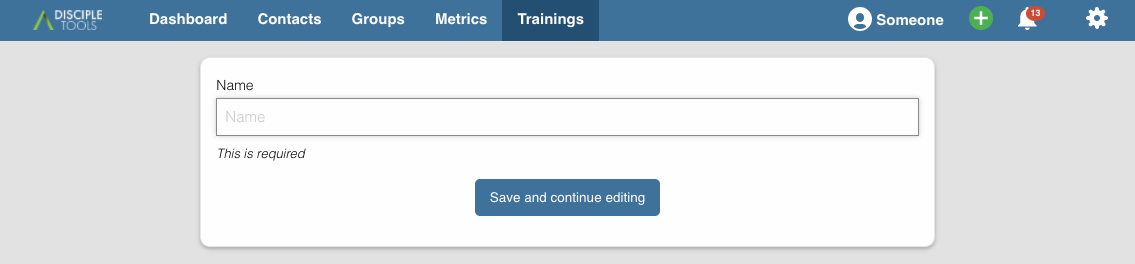 DISCIPLE
TOOLS
Dashboard
Contacts
Groups
Metrics
Trainings
Someone
13
Name
Name
This is required
Save and continue editing